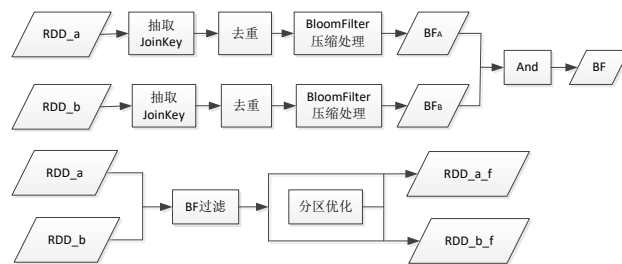 RDD_a
抽取
JoinKey
去重
BloomFilter
压缩处理
BFA
RDD_b
抽取
JoinKey
去重
BloomFilter
压缩处理
BFB
And
BF
RDD_a
RDD_b
BF过滤
分区优化
RDD_a_f
RDD_b_f